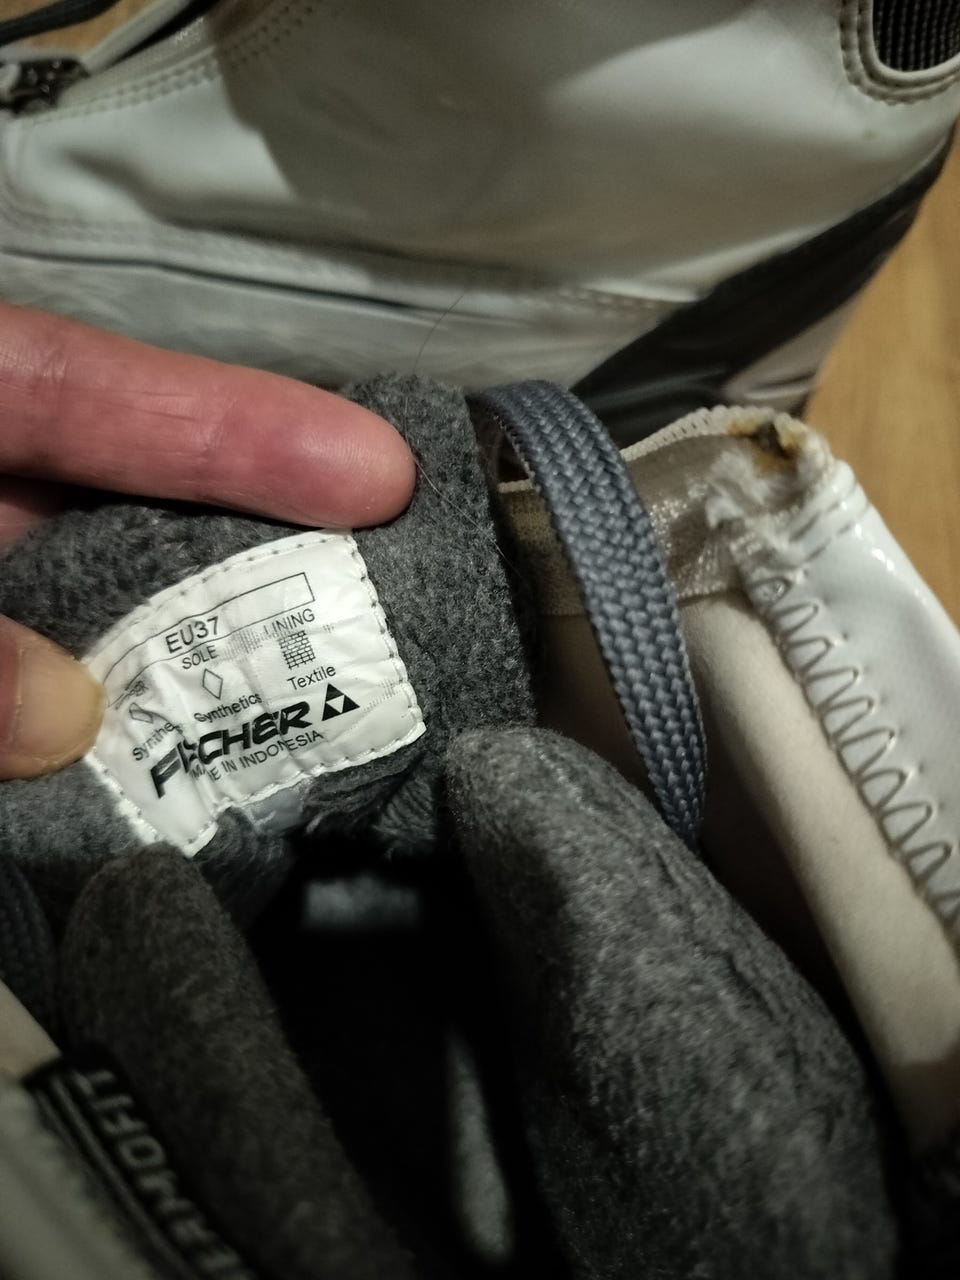 EU37
LINING
SOLE
Textile
Synthetics
FISCHER
MADE IN INDONESIA